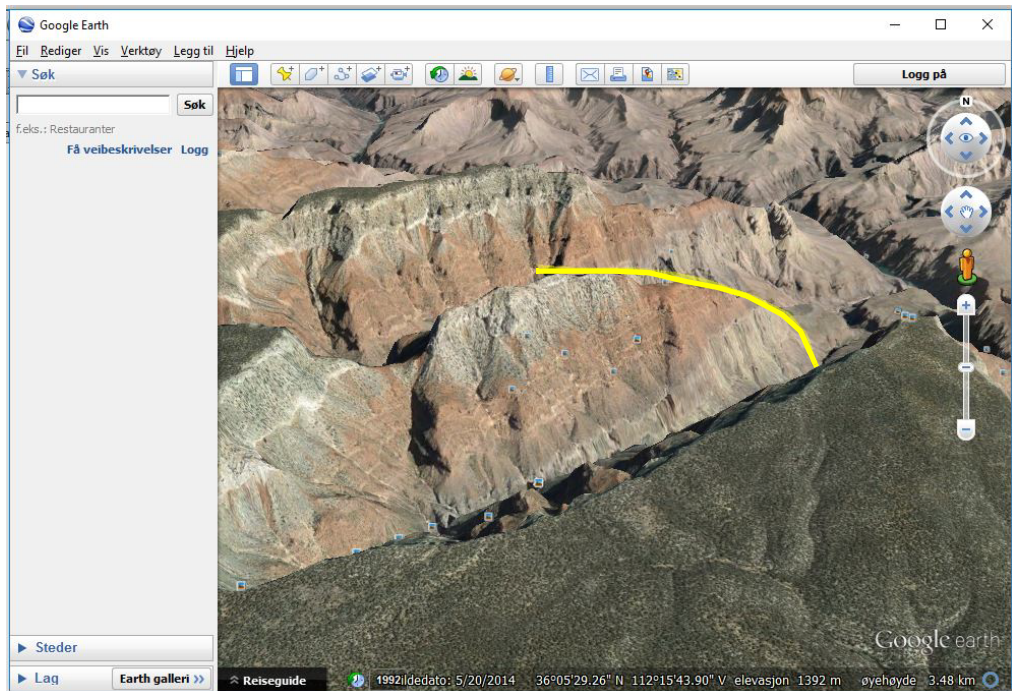 Google Earth
Fil Rediger Vis Verktøy Legg til Hjelp
Søk
Logg på
Søk
f.eks.: Restauranter
Få veibeskrivelser Logg
N
Google earth
Steder
Lag Earth galleri >>
Reiseguide 1992 ildedato: 5/20/2014 36°05'29.26" N 112°15'43.90" V elevasjon 1392 m øyehøyde 3.48 km